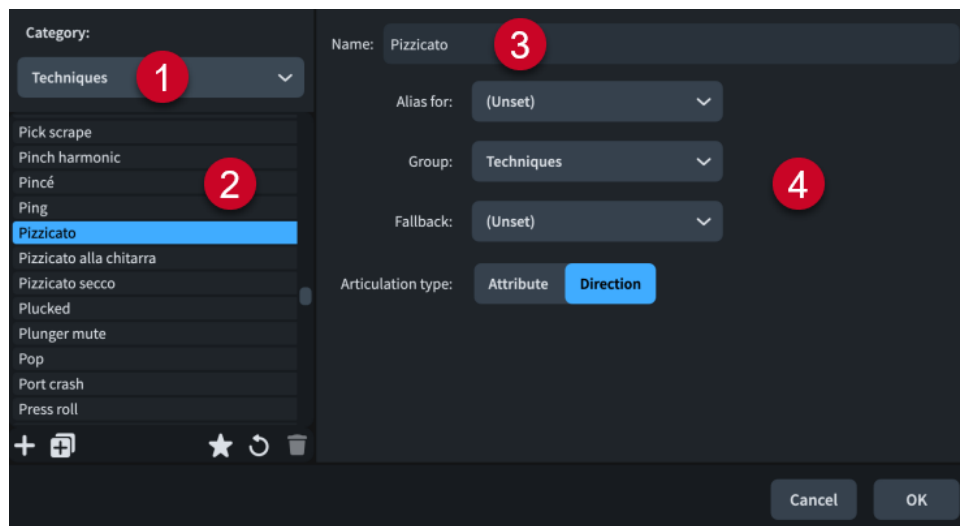 Category:
Techniques
1
Pick scrape
Pinch harmonic
Pincé
2
Ping
Pizzicato
Pizzicato alla chitarra
Pizzicato secco
Plucked
Plunger mute
Pop
Port crash
Press roll
Name: Pizzicato
3
Alias for: (Unset)
Group: Techniques
4
Fallback: (Unset)
Articulation type: Attribute Direction
Cancel OK